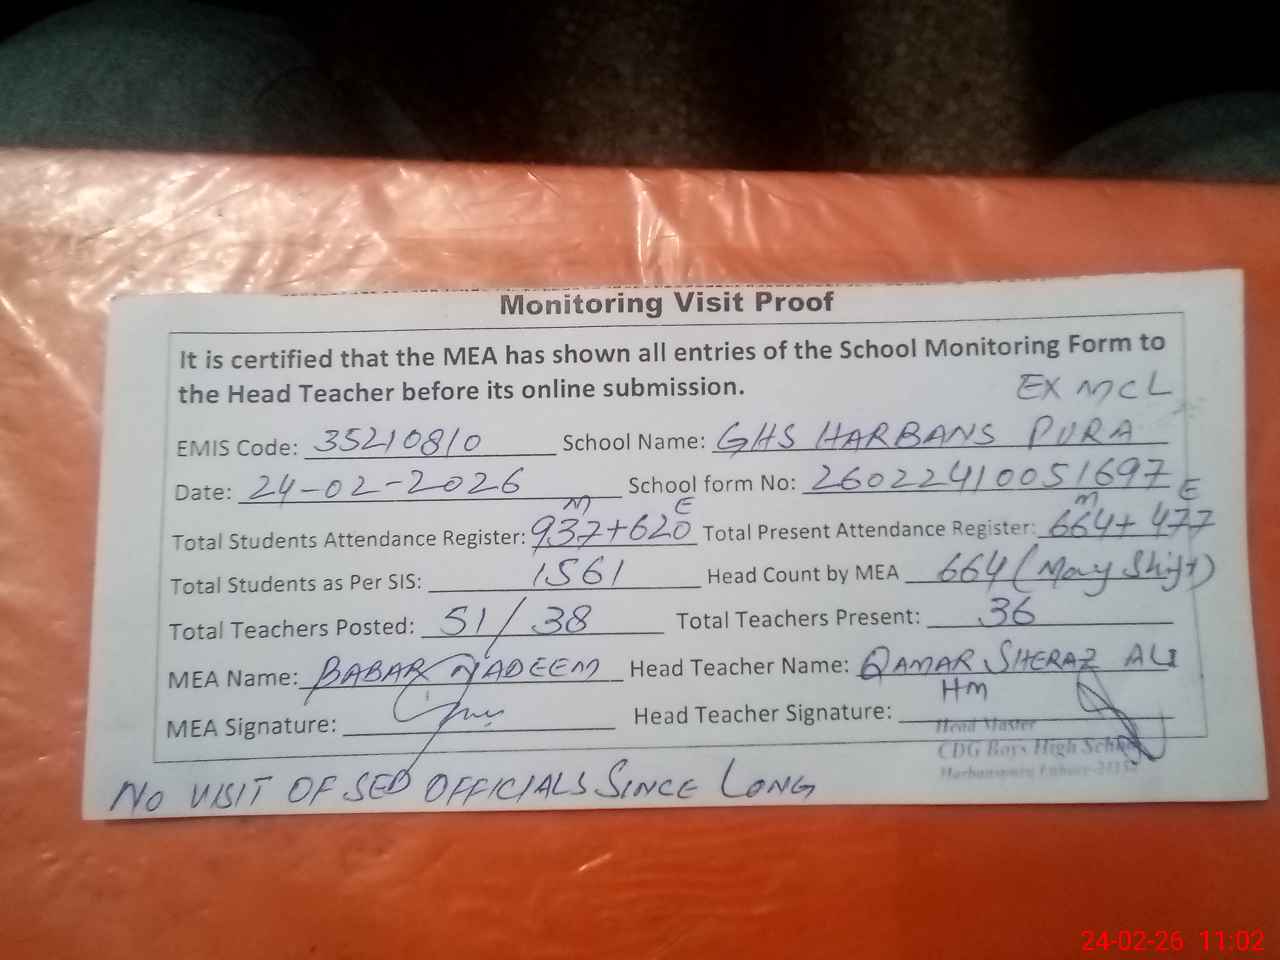 Monitoring Visit Proof
It is certified that the MEA has shown all entries of the School Monitoring Form to
the Head Teacher before its online submission.
EX MCL
EMIS Code: 35210810 School Name: GHS HARBANS PURA
Date: 24-02-2026 School form No: 26022410051697
M E M E
Total Students Attendance Register: 937+620 Total Present Attendance Register: 664+477
Total Students as Per SIS: 1561 Head Count by MEA 664 (Mony Shift)
Total Teachers Posted: 51/38 Total Teachers Present: 36
MEA Name: BABAR NADEEM Head Teacher Name: QAMAR SHERAZ ALI
HM
MEA Signature: Head Teacher Signature:
Head Master
CDG Boys High School
NO VISIT OF SED OFFICIALS SINCE LONG
24-02-26 11:02